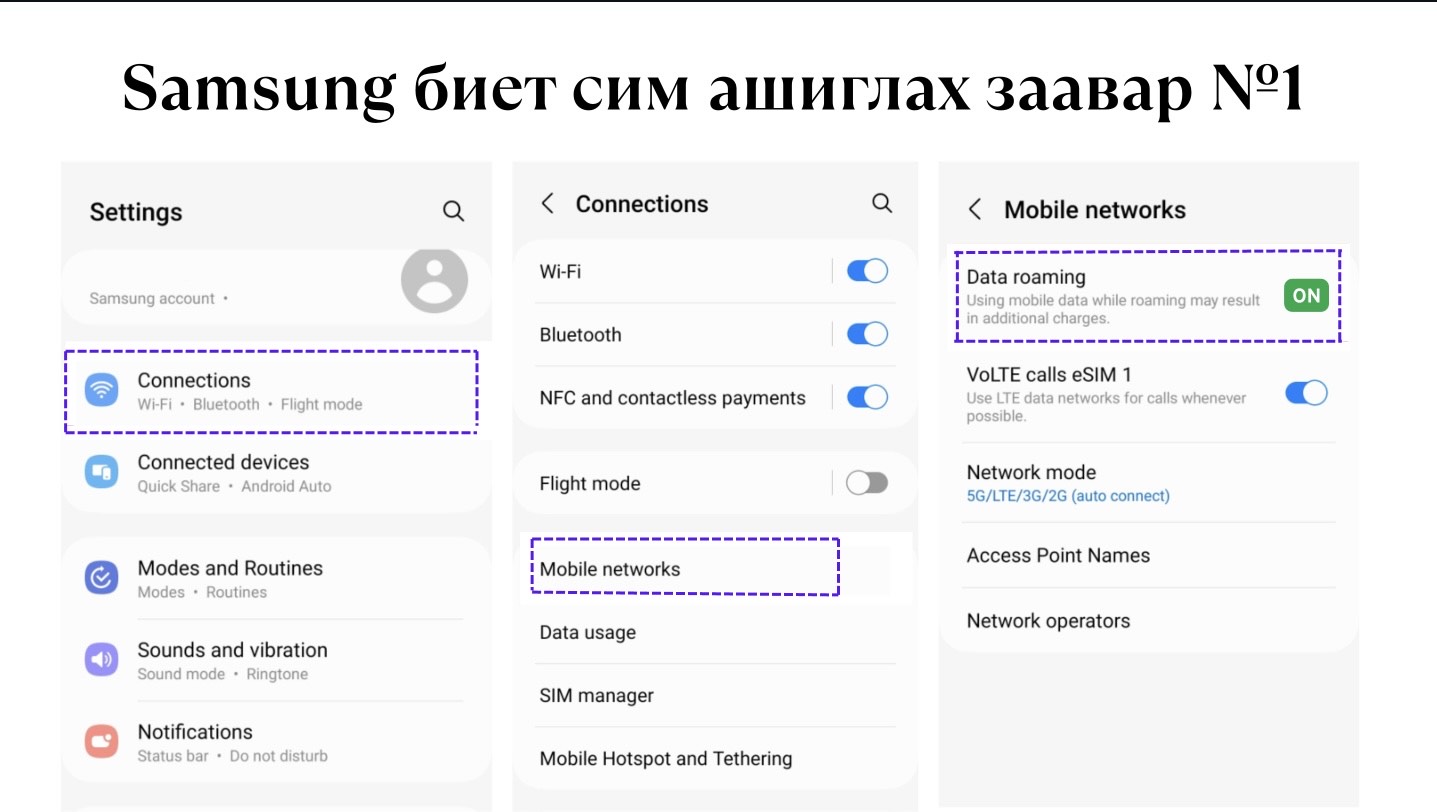 Samsung биет сим ашиглах заавар №1
Settings
Samsung account •
Connections
Wi-Fi • Bluetooth • Flight mode
Connected devices
Quick Share • Android Auto
Modes and Routines
Modes • Routines
Sounds and vibration
Sound mode • Ringtone
Notifications
Status bar • Do not disturb
Connections
Wi-Fi
Bluetooth
NFC and contactless payments
Flight mode
Mobile networks
Data usage
SIM manager
Mobile Hotspot and Tethering
Mobile networks
Data roaming
Using mobile data while roaming may result
in additional charges.
ON
VoLTE calls eSIM 1
Use LTE data networks for calls whenever
possible.
Network mode
5G/LTE/3G/2G (auto connect)
Access Point Names
Network operators